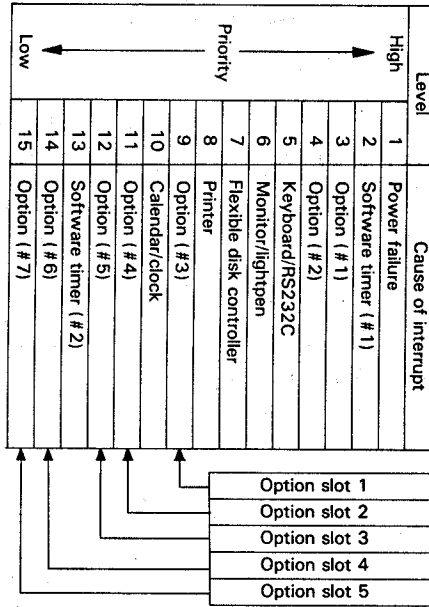 Level Cause of interrupt
High
Priority
Low
1 Power failure
2 Software timer (#1)
3 Option (#1)
4 Option (#2)
5 Keyboard/RS232C
6 Monitor/lightpen
7 Flexible disk controller
8 Printer
9 Option (#3)
10 Calendar/clock
11 Option (#4)
12 Option (#5)
13 Software timer (#2)
14 Option (#6)
15 Option (#7)
Option slot 1
Option slot 2
Option slot 3
Option slot 4
Option slot 5